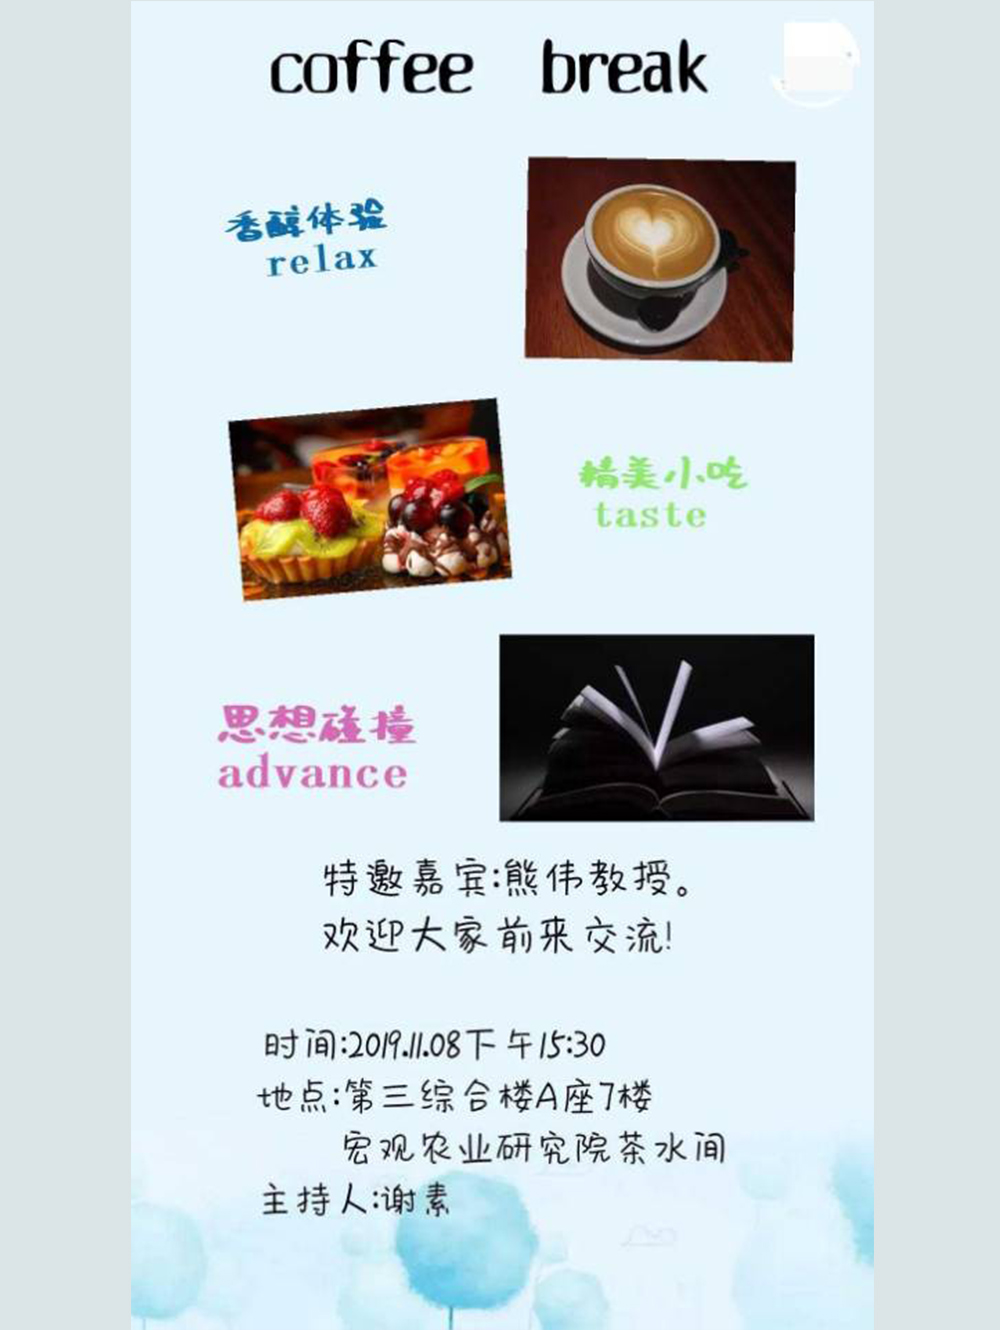 coffee break
香醇体验
relax
精美小吃
taste
思想碰撞
advance
特邀嘉宾:熊伟教授。
欢迎大家前来交流!
时间:2019.11.08下午15:30
地点:第三综合楼A座7楼
宏观农业研究院茶水间
主持人:谢素